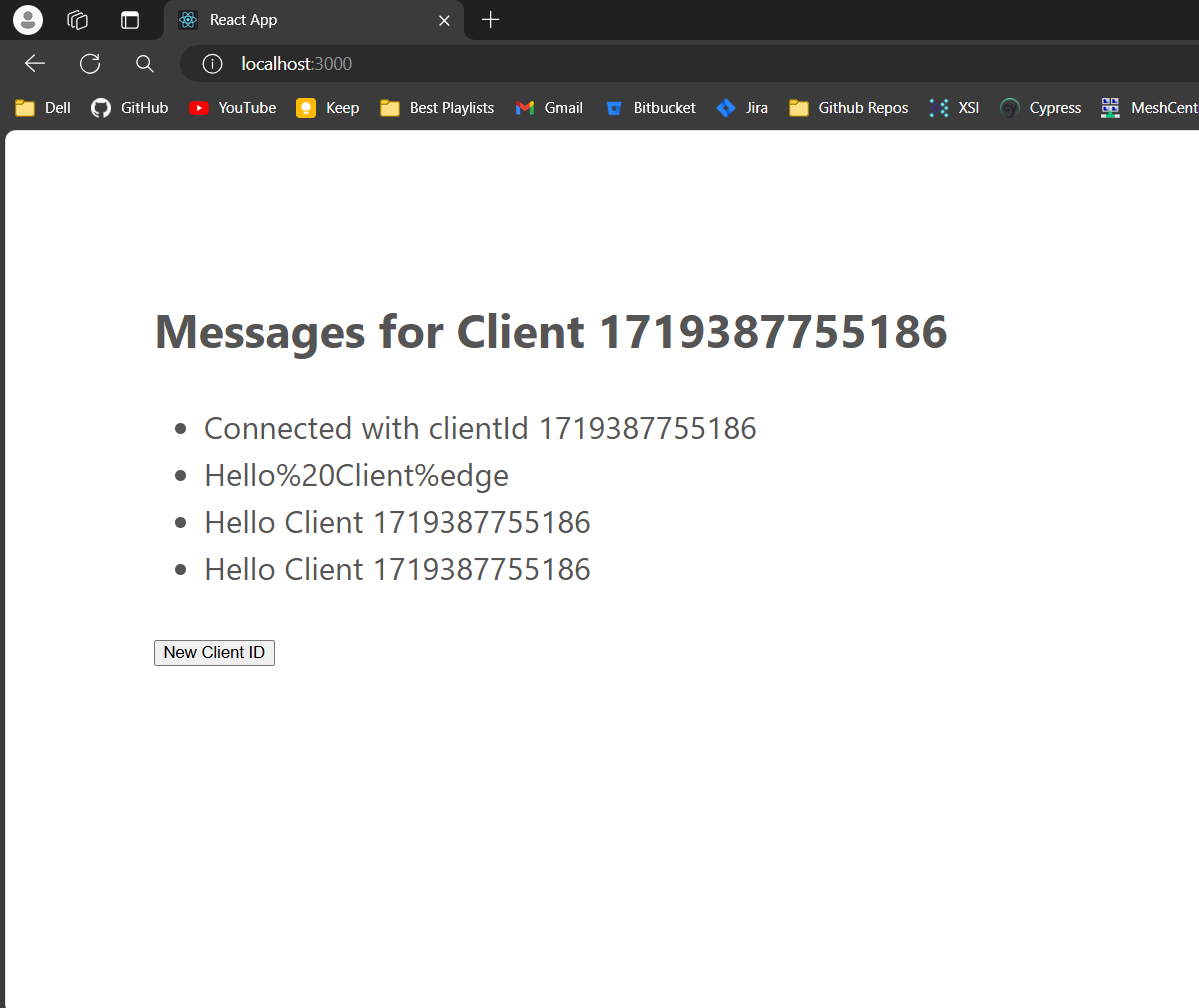 React App
localhost:3000
Dell GitHub YouTube Keep Best Playlists Gmail Bitbucket Jira Github Repos XSI Cypress MeshCent
Messages for Client 1719387755186
Connected with clientId 1719387755186
Hello%20Client%edge
Hello Client 1719387755186
Hello Client 1719387755186
New Client ID